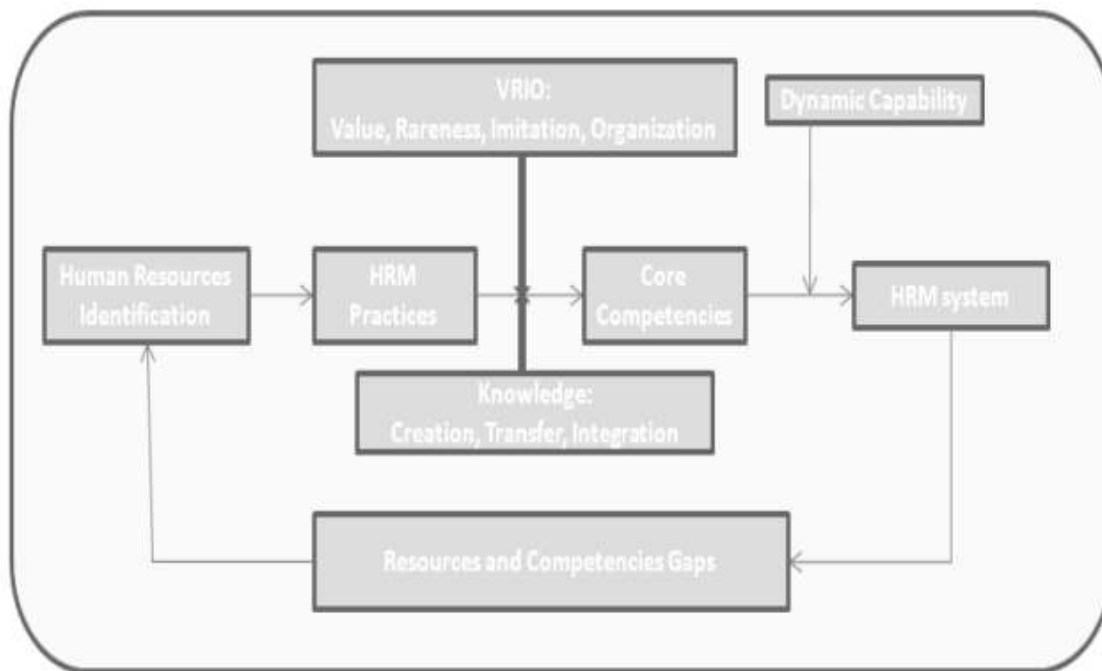 VRIO:
Value, Rareness, Imitation, Organization
Dynamic Capability
Human Resources
Identification
HRM
Practices
Core
Competencies
HRM system
Knowledge:
Creation, Transfer, Integration
Resources and Competencies Gaps